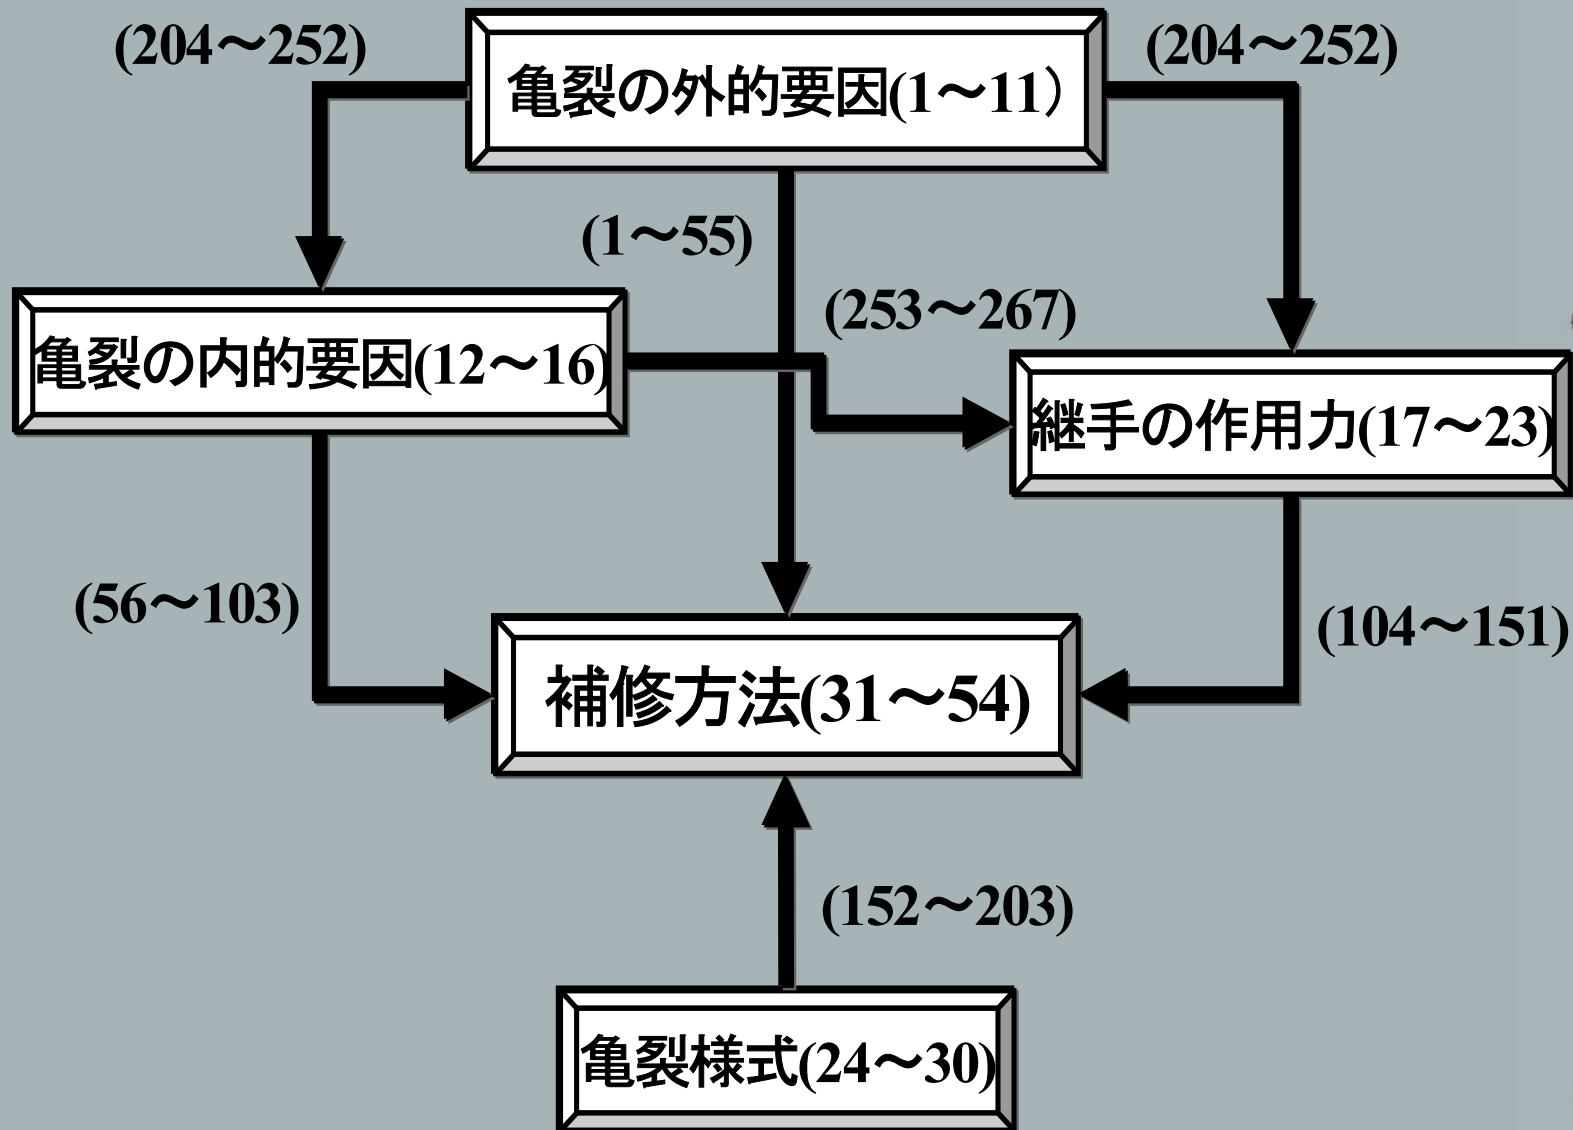 (204～252)
亀裂の外的要因(1～11）
(204～252)
(1～55)
(253～267)
亀裂の内的要因(12～16)
継手の作用力(17～23)
(56～103)
(104～151)
補修方法(31～54)
(152～203)
亀裂様式(24～30)